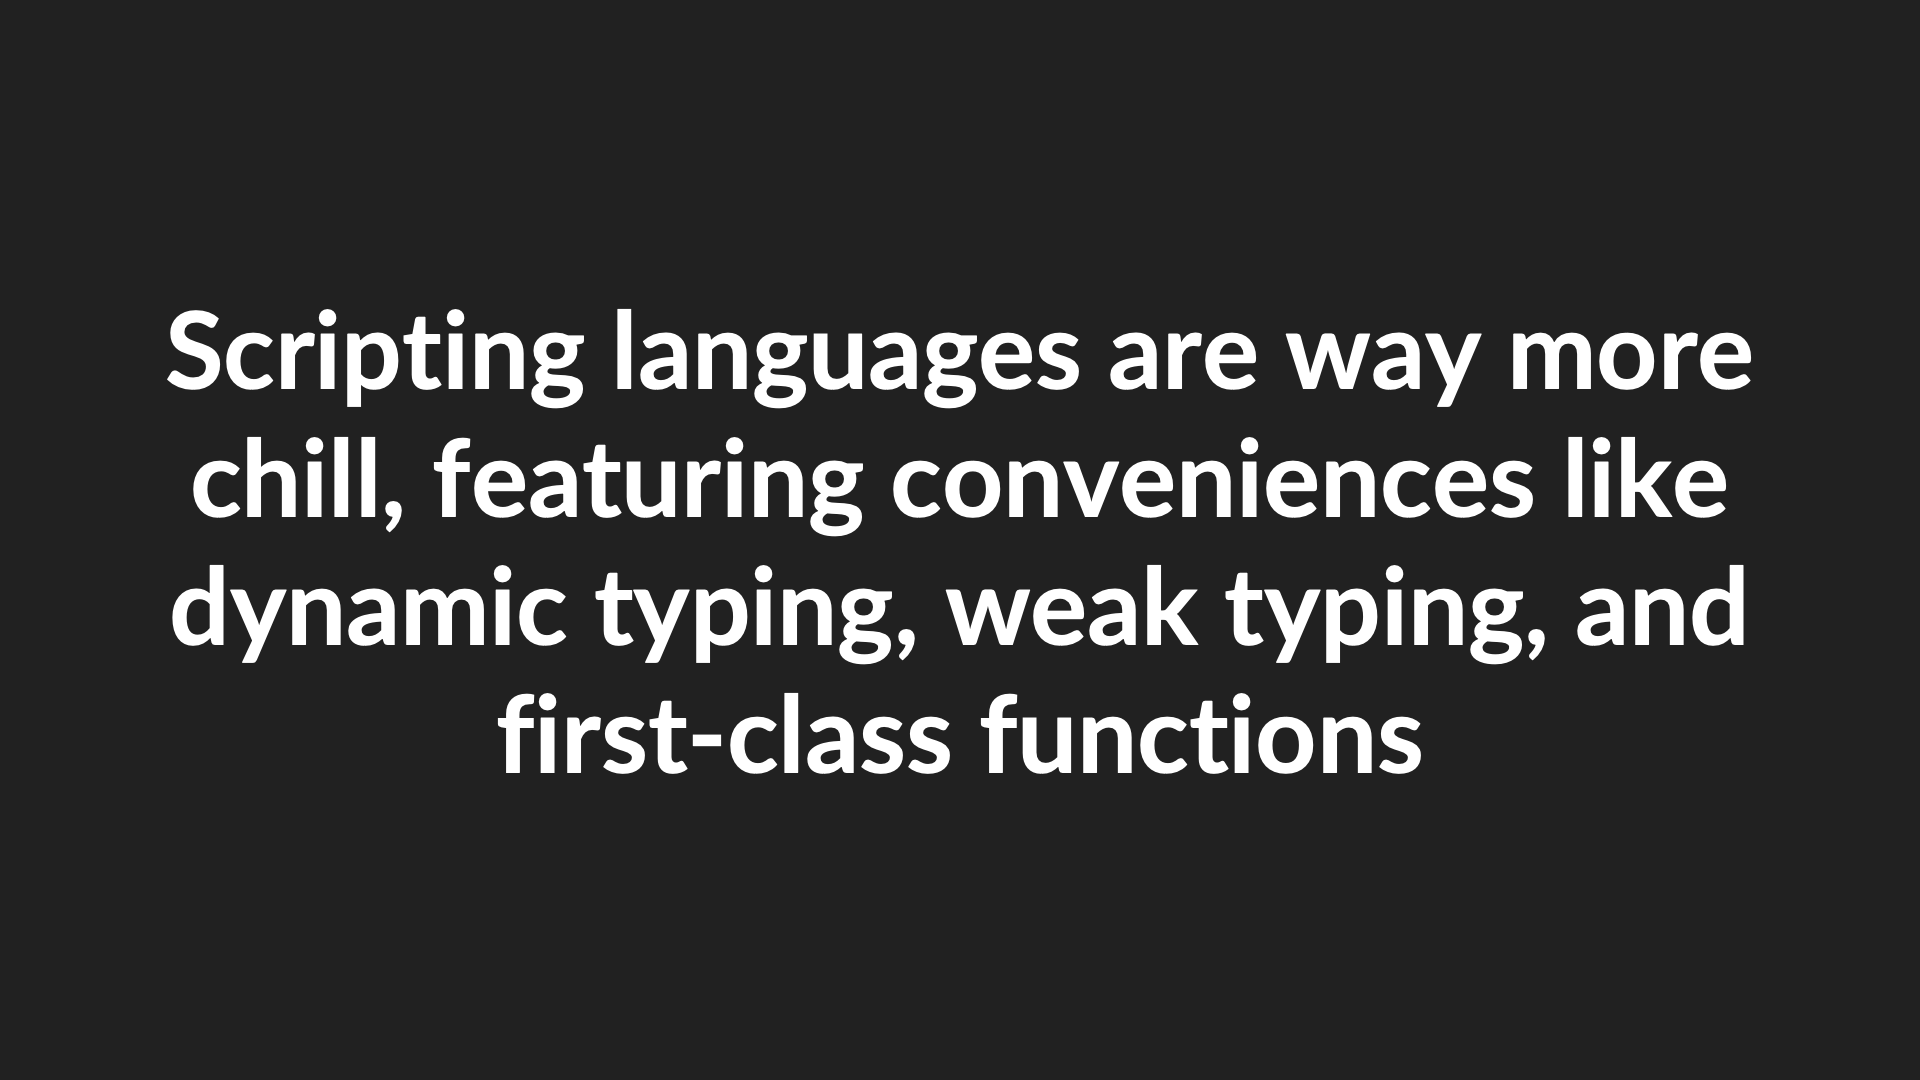 Scripting languages are way more
chill, featuring conveniences like
dynamic typing, weak typing, and
first-class functions